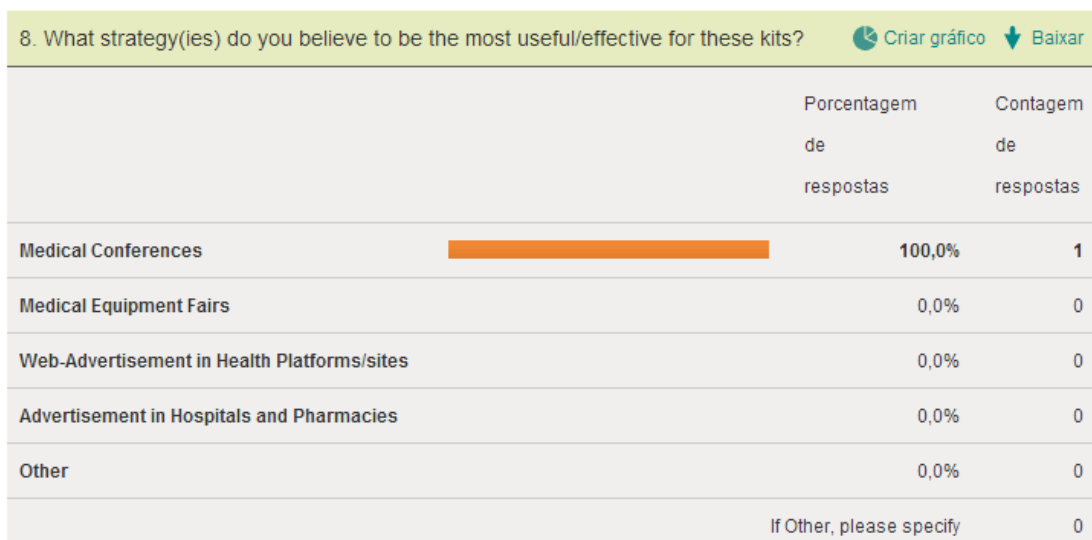 8. What strategy(ies) do you believe to be the most useful/effective for these kits? Criar gráfico Baixar
Porcentagem Contagem
de de
respostas respostas
Medical Conferences 100,0% 1
Medical Equipment Fairs 0,0% 0
Web-Advertisement in Health Platforms/sites 0,0% 0
Advertisement in Hospitals and Pharmacies 0,0% 0
Other 0,0% 0
If Other, please specify 0